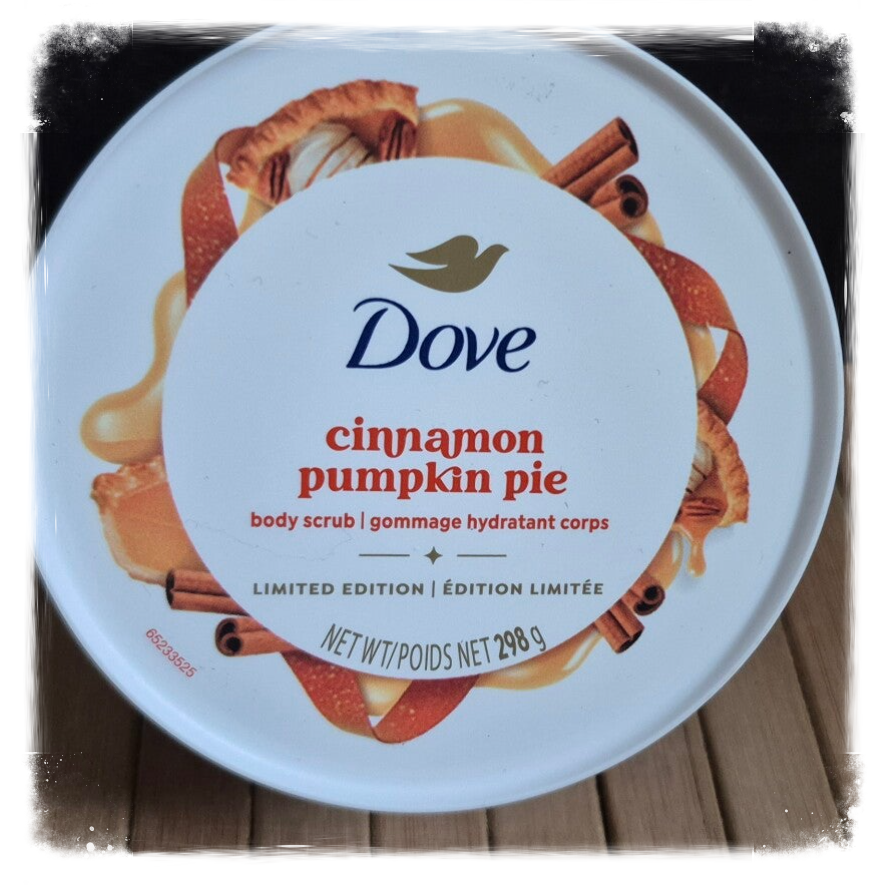 Dove
cinnamon
pumpkin pie
body scrub | gommage hydratant corps
LIMITED EDITION | ÉDITION LIMITÉE
NET WT/POIDS NET 298 g
65233525